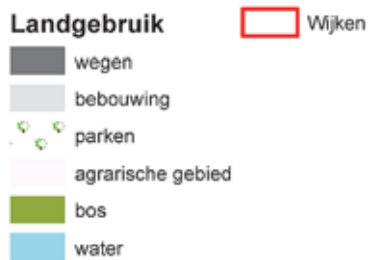 Landgebruik
Wijken
wegen
bebouwing
parken
agrarische gebied
bos
water